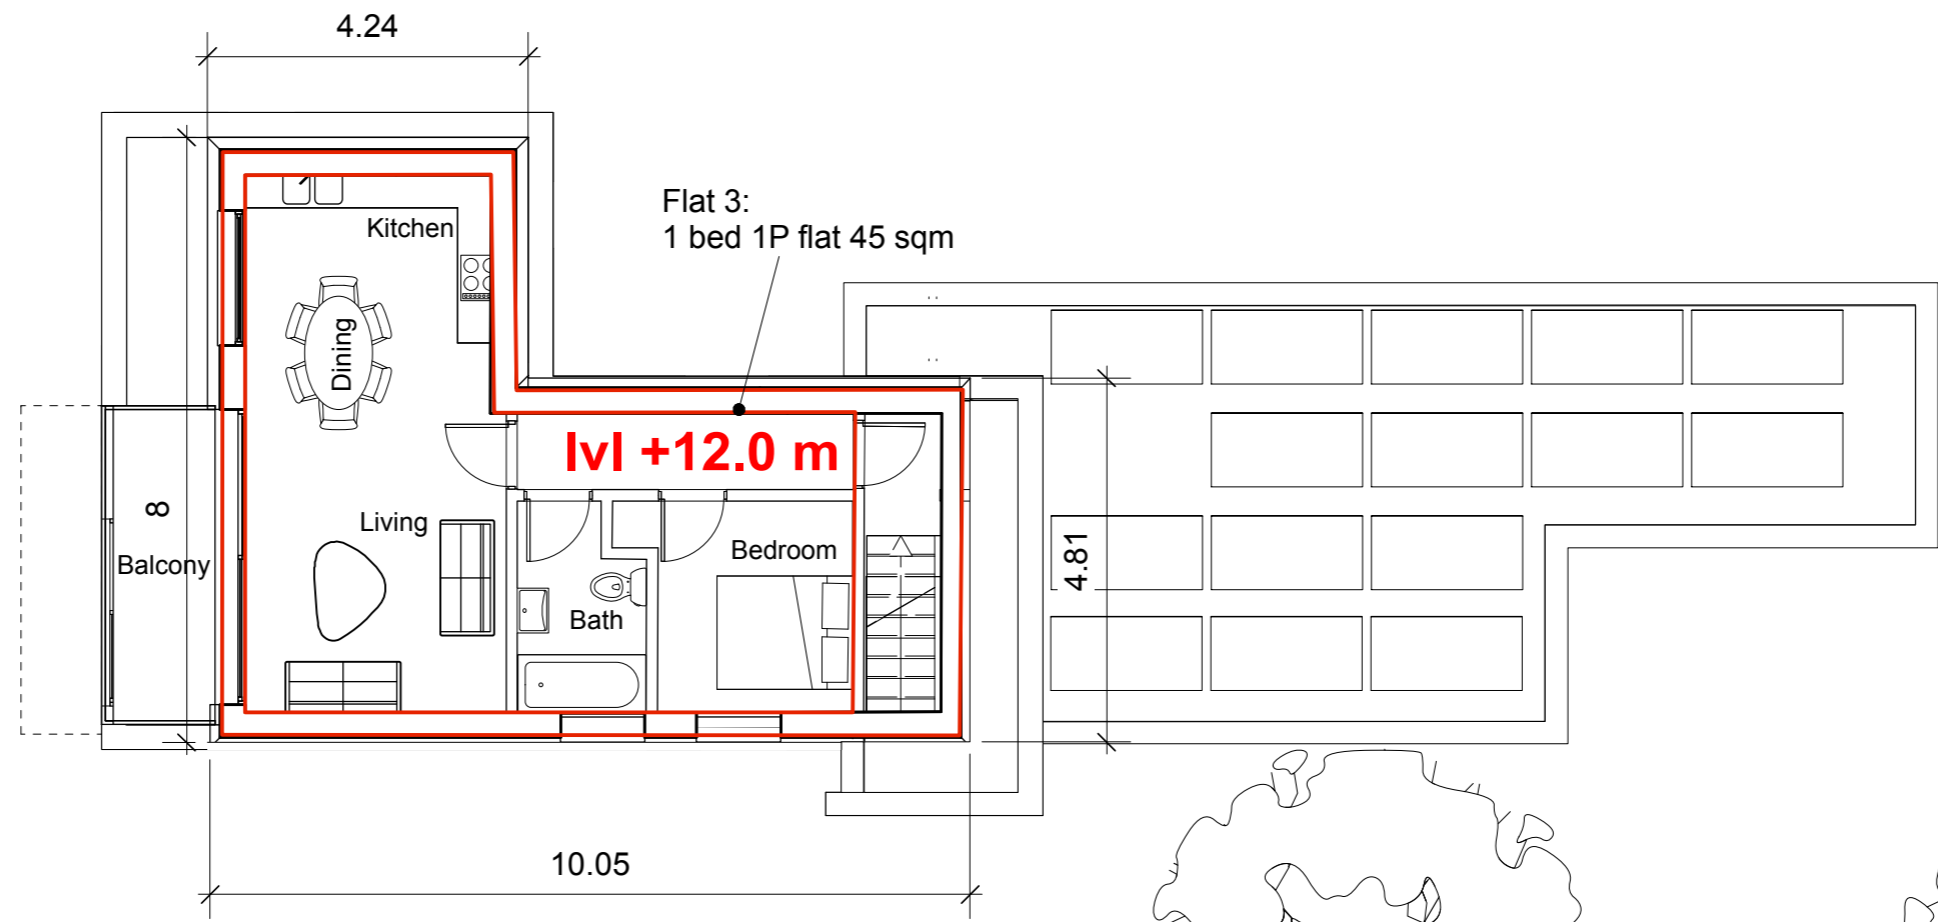 4.24
Flat 3:
1 bed 1P flat 45 sqm
Kitchen
Dining
lvl +12.0 m
8
Living
Balcony
Bedroom
4.81
Bath
10.05